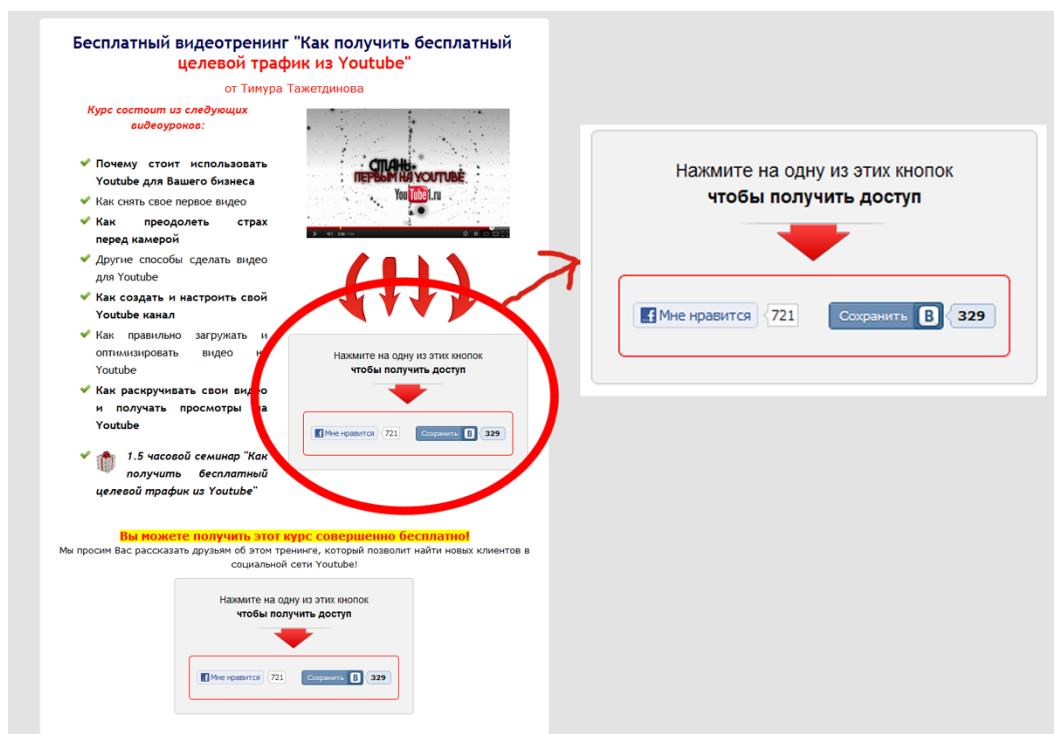 Бесплатный видеотренинг "Как получить бесплатный
целевой трафик из Youtube"
от Тимура Тажетдинова
Курс состоит из следующих
видеоуроков:
Почему стоит использовать
Youtube для Вашего бизнеса
Как снять свое первое видео
Как преодолеть страх
перед камерой
Другие способы сделать видео
для Youtube
Как создать и настроить свой
Youtube канал
Как правильно загружать и
оптимизировать видео
Youtube
Как раскручивать свои видео
и получать просмотры на
Youtube
1.5 часовой семинар "Как
получить бесплатный
целевой трафик из Youtube"
СТАНЬ
ПЕРВЫМ НА YOUTUBE
YouTube1.ru
Нажмите на одну из этих кнопок
чтобы получить доступ
Мне нравится 721 Сохранить В 329
Вы можете получить этот курс совершенно бесплатно!
Мы просим Вас рассказать друзьям об этом тренинге, который позволит найти новых клиентов в
социальной сети Youtube!
Нажмите на одну из этих кнопок
чтобы получить доступ
Мне нравится 721 Сохранить В 329
Нажмите на одну из этих кнопок
чтобы получить доступ
f Мне нравится 721 Сохранить В 329